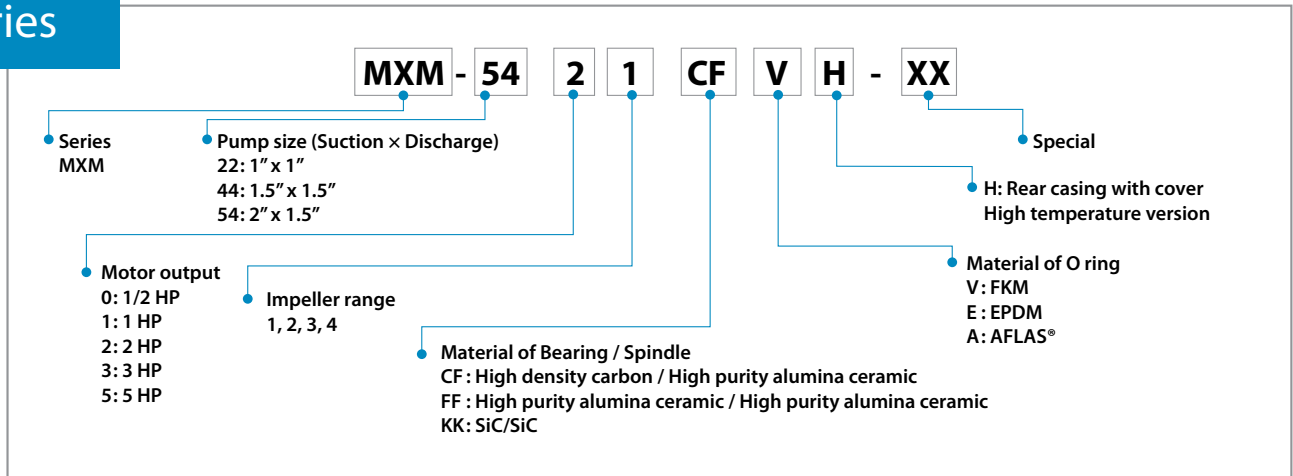 ries
MXM - 54 2 1 CF V H - XX
Series
MXM
Pump size (Suction × Discharge)
22: 1” x 1”
44: 1.5” x 1.5”
54: 2” x 1.5”
Special
H: Rear casing with cover
High temperature version
Motor output
0: 1/2 HP
1: 1 HP
2: 2 HP
3: 3 HP
5: 5 HP
Impeller range
1, 2, 3, 4
Material of O ring
V : FKM
E : EPDM
A: AFLAS®
Material of Bearing / Spindle
CF : High density carbon / High purity alumina ceramic
FF : High purity alumina ceramic / High purity alumina ceramic
KK: SiC/SiC